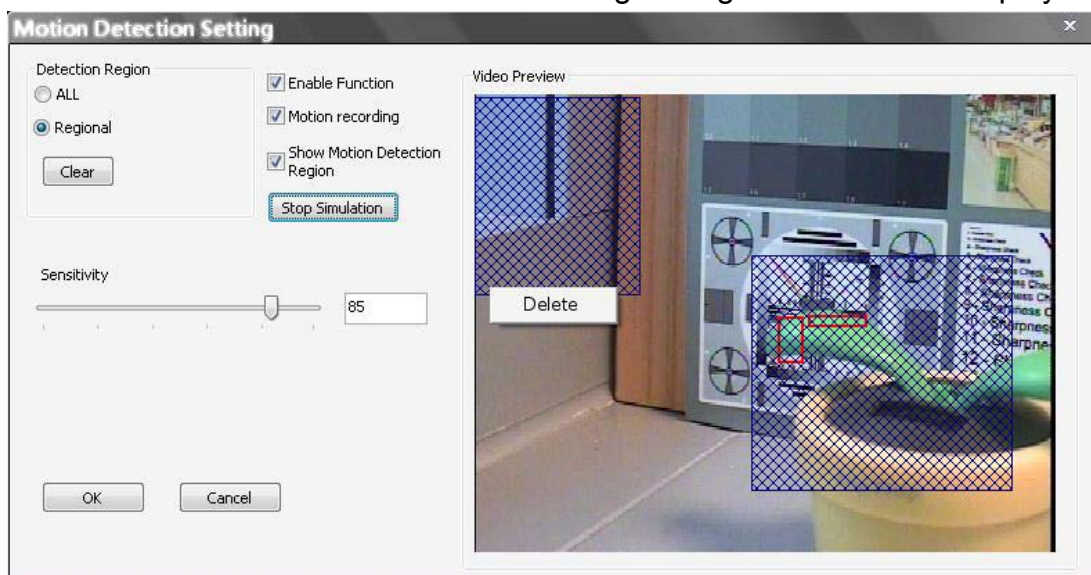 Motion Detection Setting
Detection Region
ALL
Regional
Clear
Enable Function
Motion recording
Show Motion Detection
Region
Stop Simulation
Sensitivity
85
OK
Cancel
Video Preview
Delete